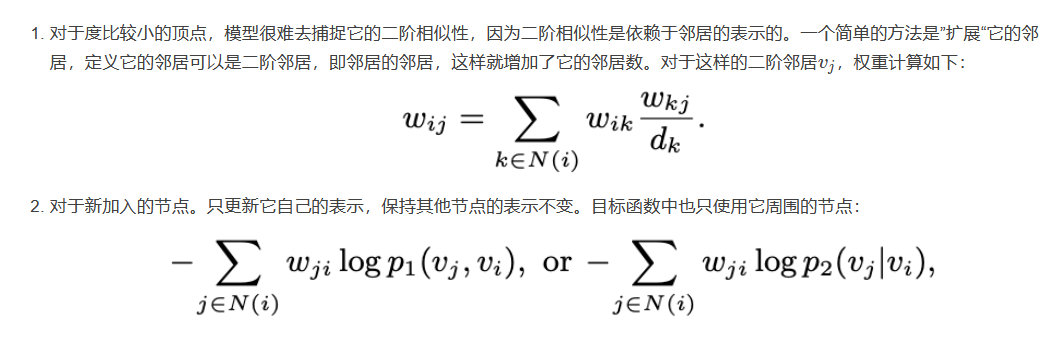 1. 对于度比较小的顶点，模型很难去捕捉它的二阶相似性，因为二阶相似性是依赖于邻居的表示的。一个简单的方法是”扩展“它的邻
居，定义它的邻居可以是二阶邻居，即邻居的邻居，这样就增加了它的邻居数。对于这样的二阶邻居$v_j$，权重计算如下：
$w_{ij} = \sum_{k \in N(i)} w_{ik} \frac{w_{kj}}{d_k}.$
2. 对于新加入的节点。只更新它自己的表示，保持其他节点的表示不变。目标函数中也只使用它周围的节点：
$- \sum_{j \in N(i)} w_{ji} \log p_1(v_j, v_i), \text{ or } - \sum_{j \in N(i)} w_{ji} \log p_2(v_j | v_i),$